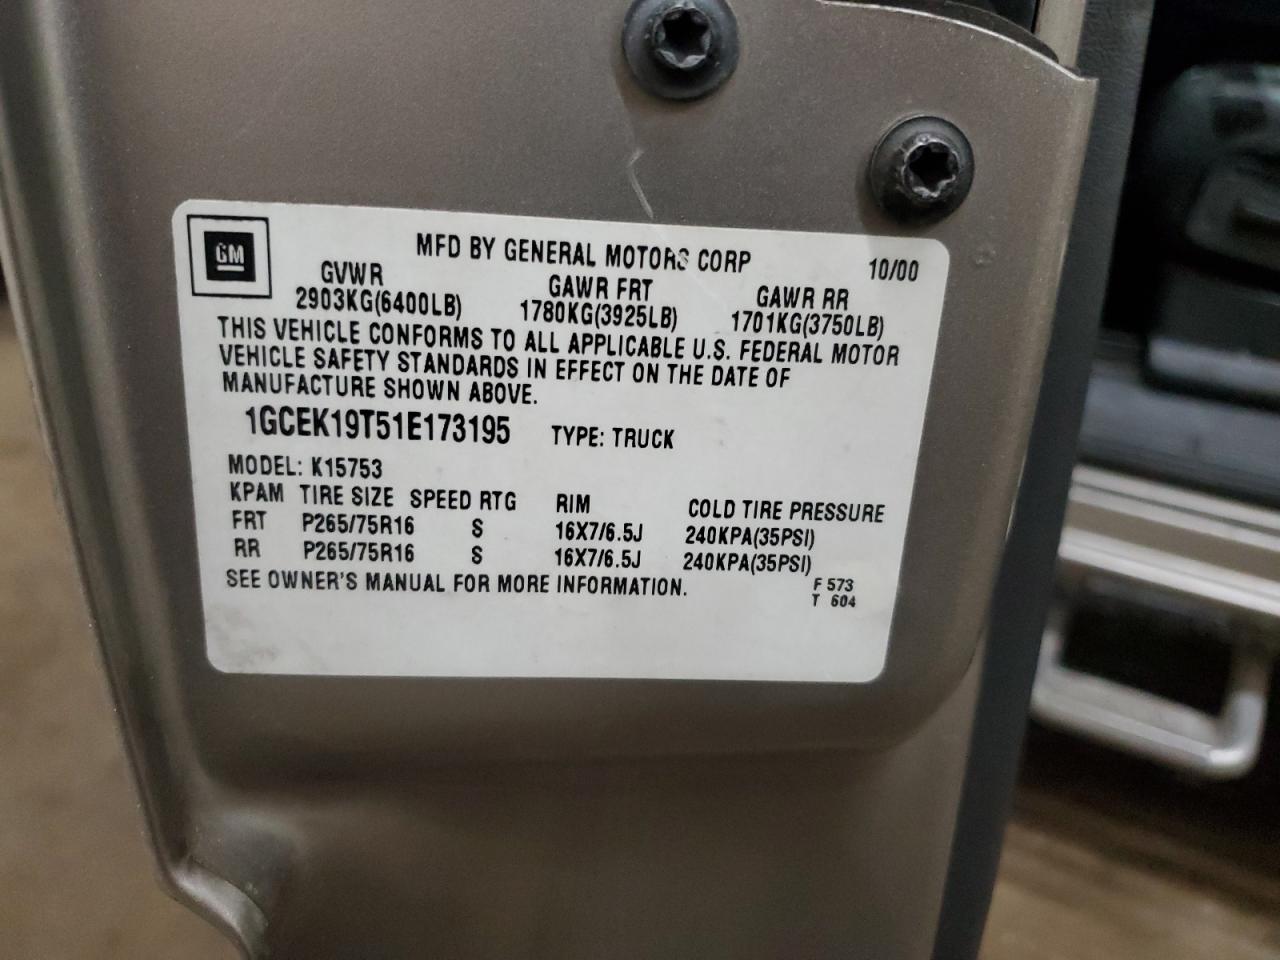 GM
MFD BY GENERAL MOTORS CORP 10/00
GVWR GAWR FRT GAWR RR
2903KG(6400LB) 1780KG(3925LB) 1701KG(3750LB)
THIS VEHICLE CONFORMS TO ALL APPLICABLE U.S. FEDERAL MOTOR
VEHICLE SAFETY STANDARDS IN EFFECT ON THE DATE OF
MANUFACTURE SHOWN ABOVE.
1GCEK19T51E173195 TYPE: TRUCK
MODEL: K15753
KPAM TIRE SIZE SPEED RTG RIM COLD TIRE PRESSURE
FRT P265/75R16 S 16X7/6.5J 240KPA(35PSI)
RR P265/75R16 S 16X7/6.5J 240KPA(35PSI)
SEE OWNER'S MANUAL FOR MORE INFORMATION. F 573
T 604